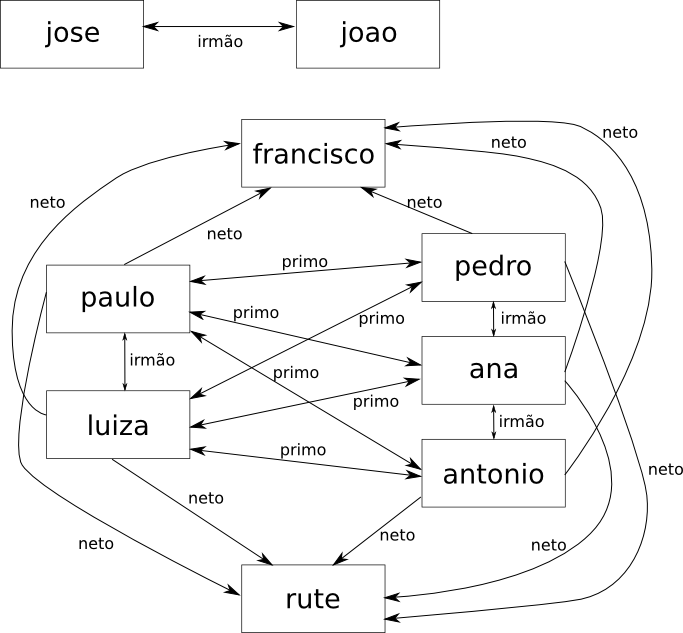 jose
joao
irmão
francisco
neto
neto
neto
neto
neto
primo
pedro
paulo
primo
primo
irmão
irmão
primo
ana
primo
luiza
irmão
primo
antonio
neto
neto
neto
neto
neto
rute